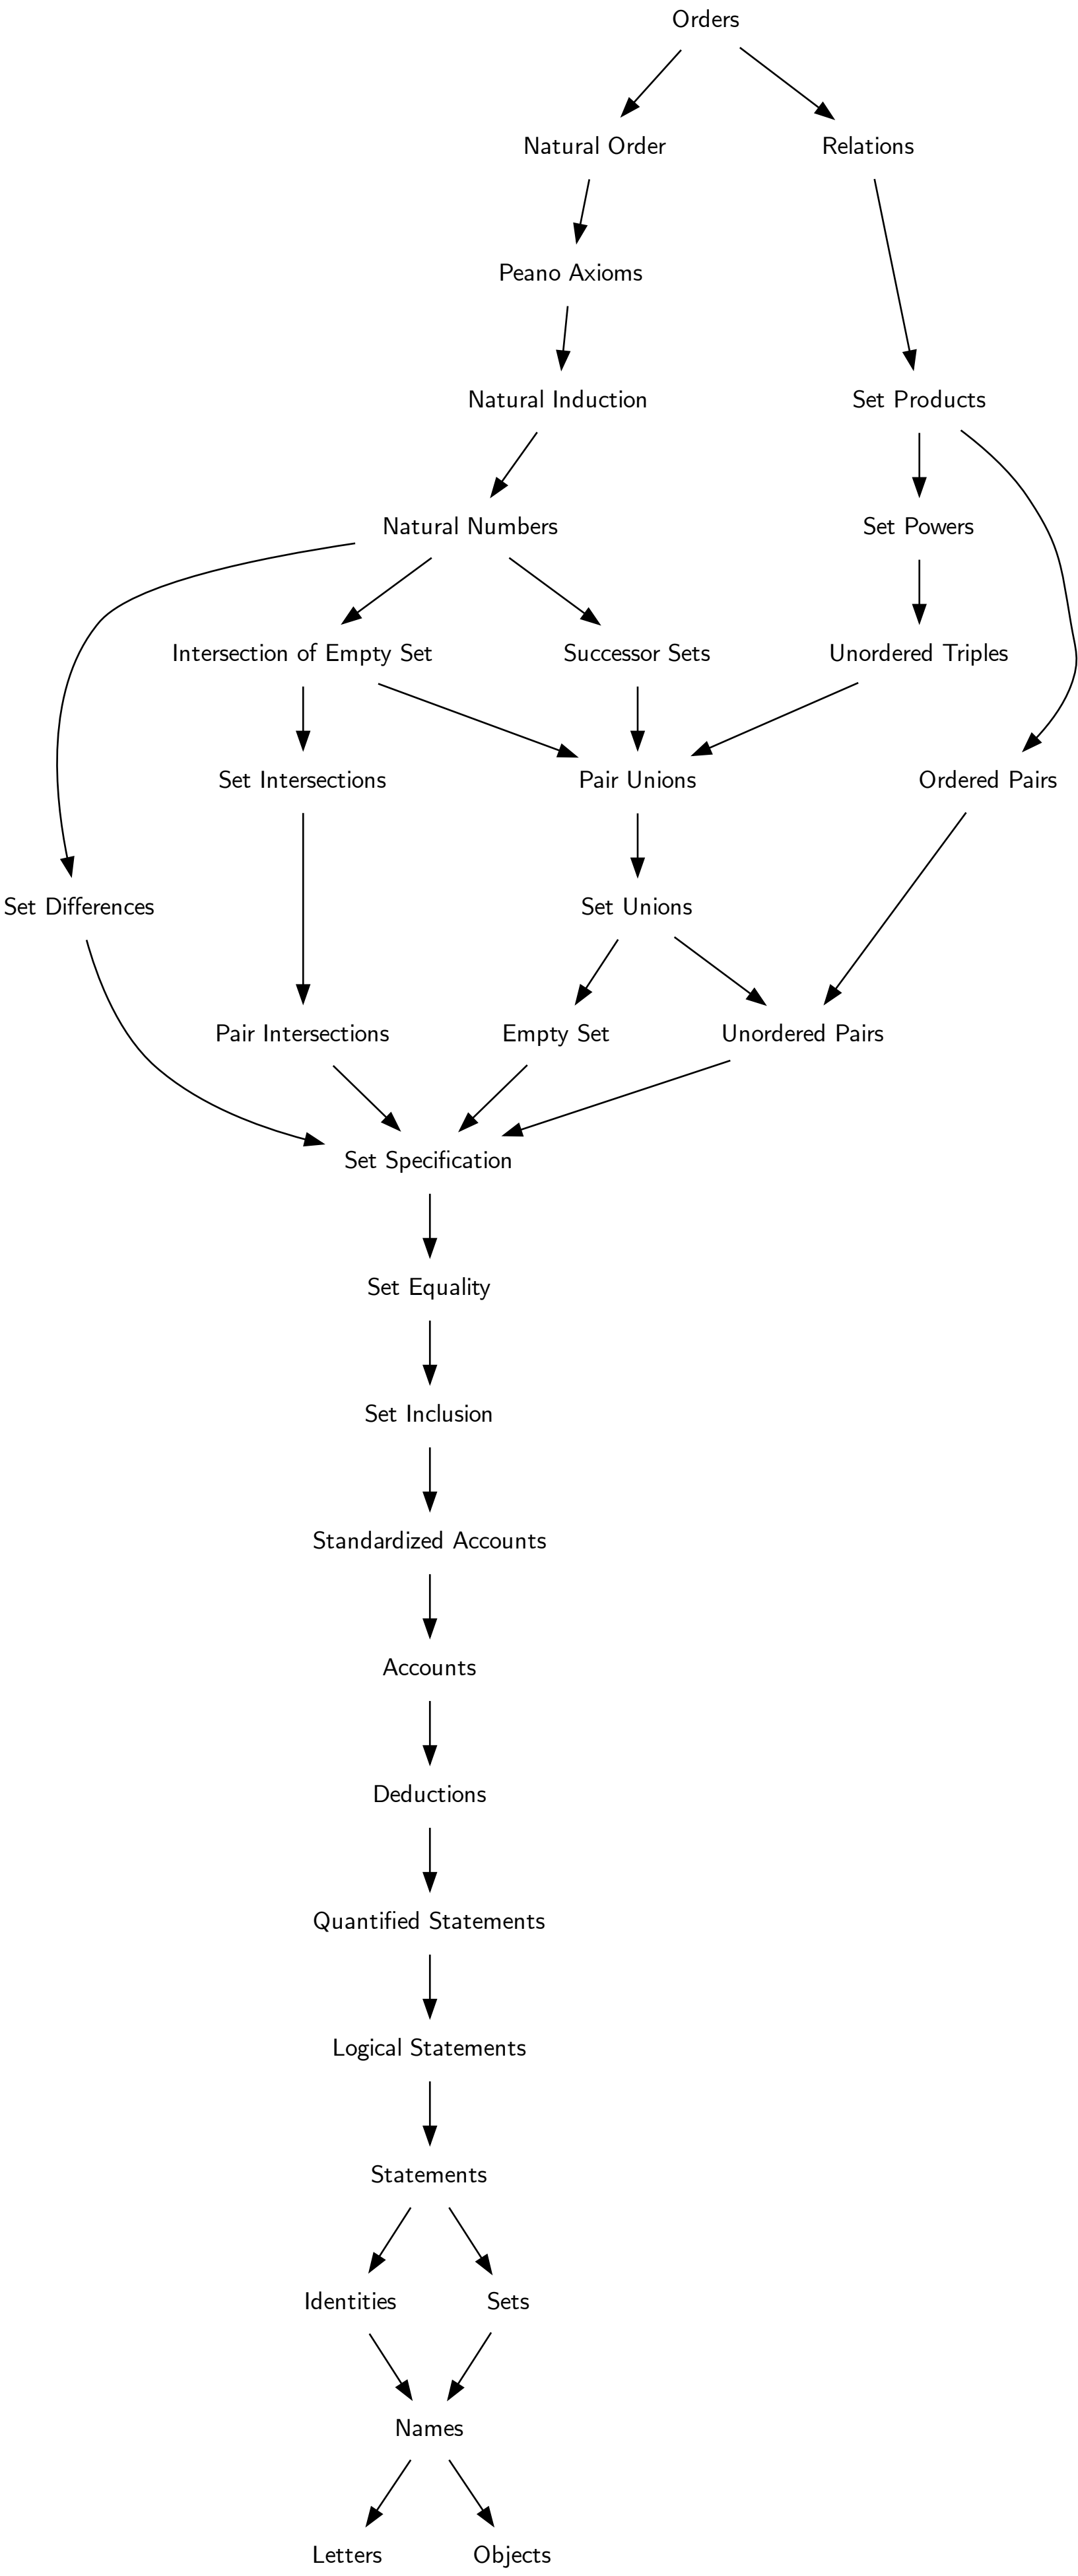 Orders
Natural Order
Relations
Peano Axioms
Natural Induction
Set Products
Natural Numbers
Set Powers
Intersection of Empty Set
Successor Sets
Unordered Triples
Set Intersections
Pair Unions
Ordered Pairs
Set Differences
Set Unions
Pair Intersections
Empty Set
Unordered Pairs
Set Specification
Set Equality
Set Inclusion
Standardized Accounts
Accounts
Deductions
Quantified Statements
Logical Statements
Statements
Identities
Sets
Names
Letters
Objects